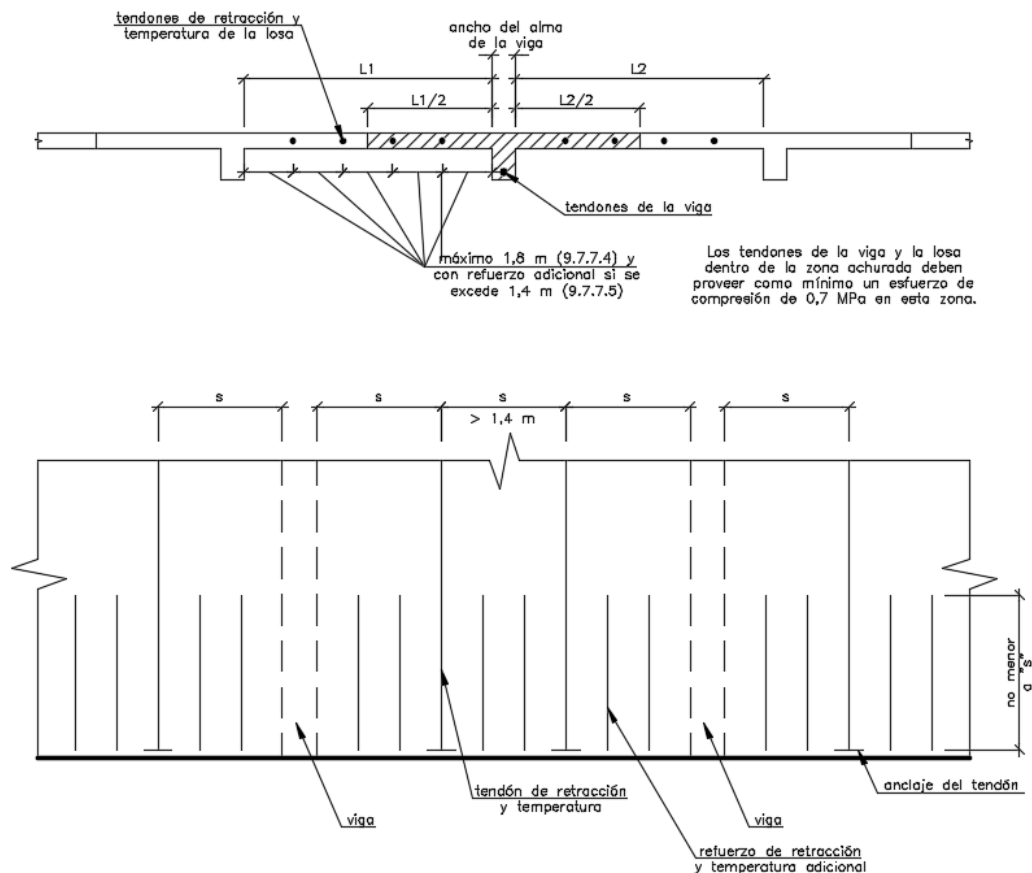 tendones de retracción y
temperatura de la losa
ancho del alma
de la viga
L1
L2
L1/2
L2/2
tendones de la viga
máximo 1,8 m (9.7.7.4) y
con refuerzo adicional si se
excede 1,4 m (9.7.7.5)
Los tendones de la viga y la losa
dentro de la zona achurada deben
proveer como mínimo un esfuerzo de
compresión de 0,7 MPa en esta zona.
s
s
s
s
s
> 1,4 m
no menor
a "s"
tendón de retracción
y temperatura
anclaje del tendón
viga
viga
refuerzo de retracción
y temperatura adicional